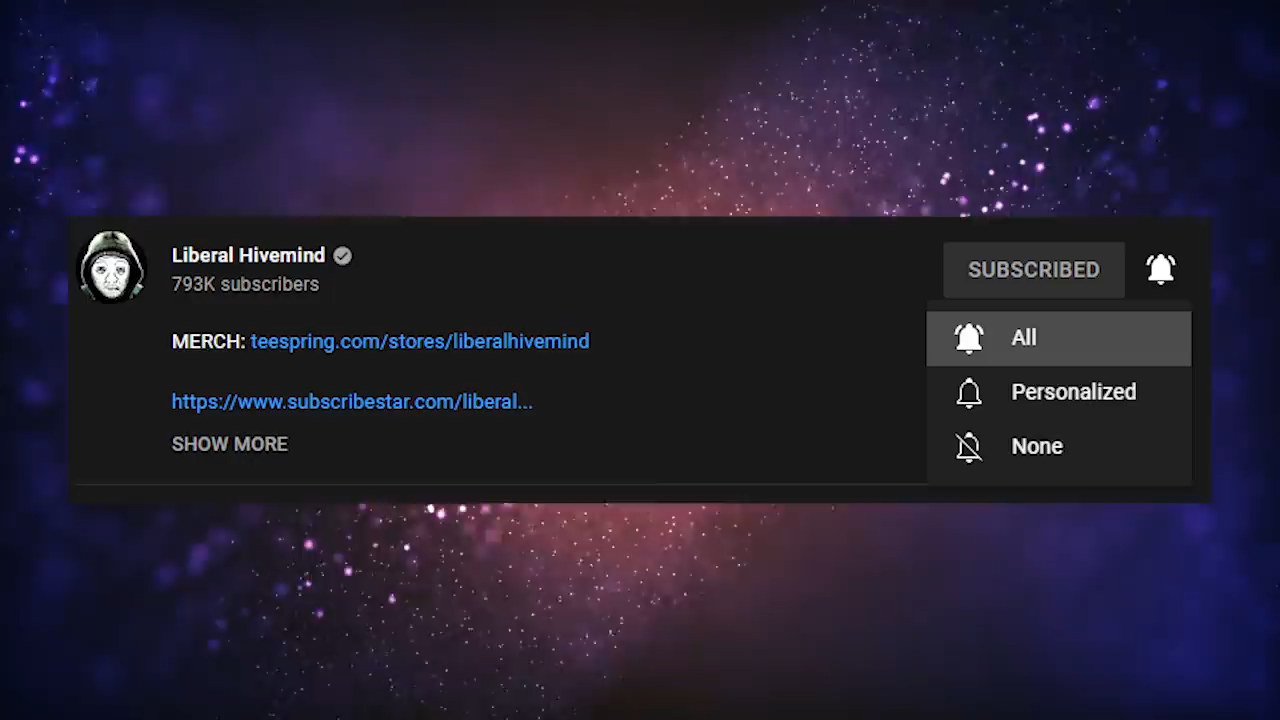 Liberal Hivemind
793K subscribers
SUBSCRIBED
MERCH: teespring.com/stores/liberalhivemind
https://www.subscribestar.com/liberal...
SHOW MORE
All
Personalized
None